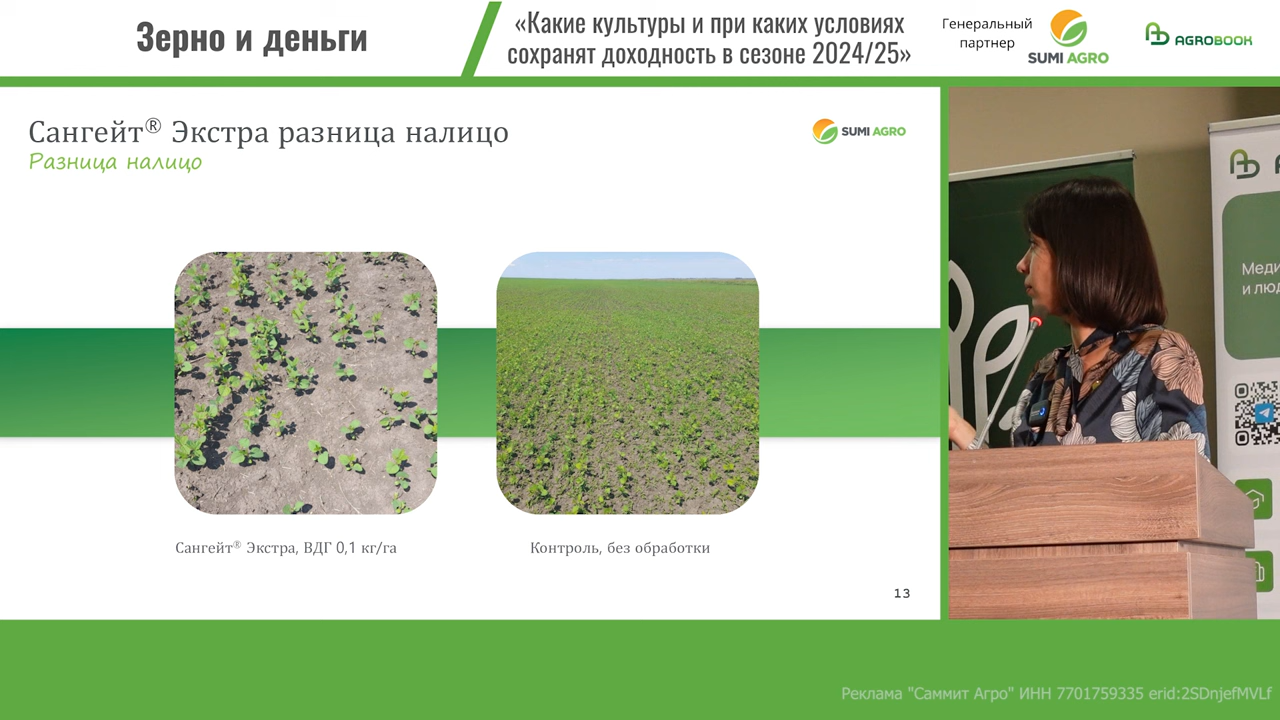 Зерно и деньги
«Какие культуры и при каких условиях
сохранят доходность в сезоне 2024/25»
Генеральный
партнер
SUMI AGRO
AGROBOOK
Сангейт® Экстра разница налицо
Разница налицо
SUMI AGRO
Сангейт® Экстра, ВДГ 0,1 кг/га
Контроль, без обработки
13
Меди
и люд
Реклама "Саммит Агро" ИНН 7701759335 erid:2SDnjefMVLf